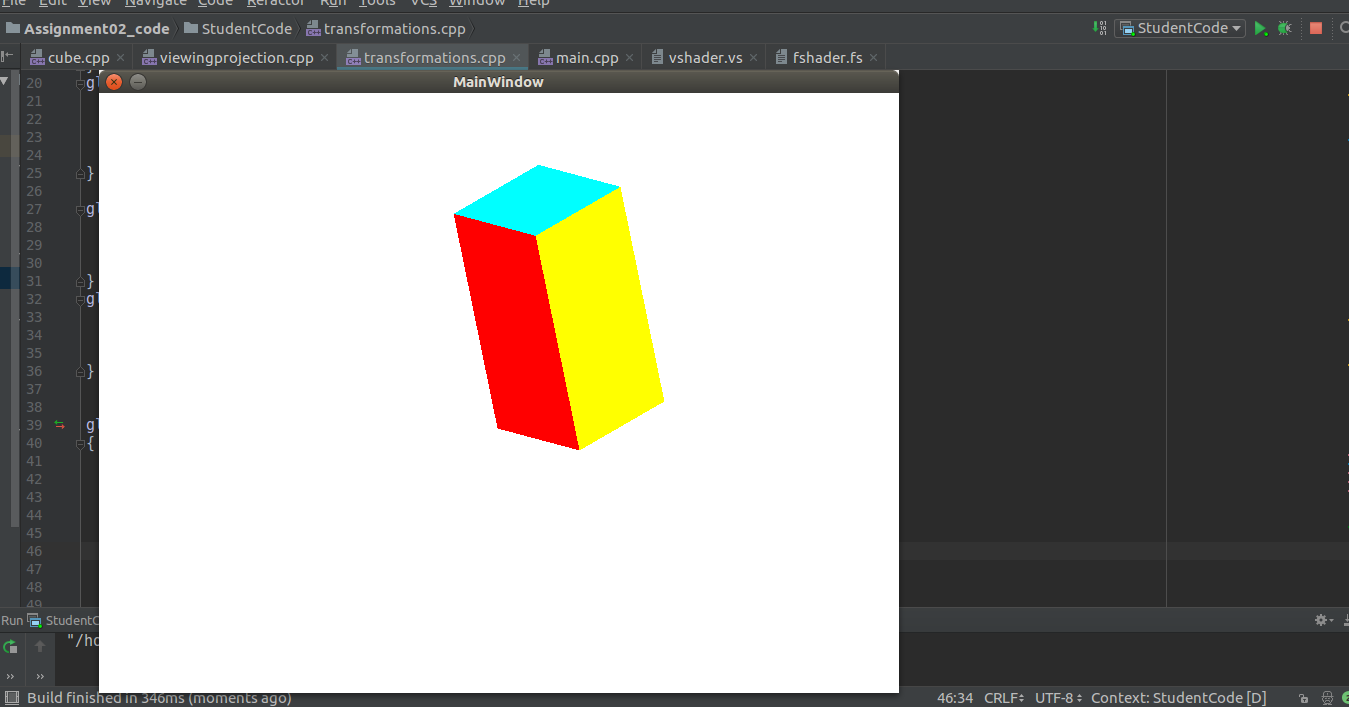 File Edit View Navigate Code Refactor Run Tools VCS Window Help
Assignment02_code StudentCode transformations.cpp StudentCode
cube.cpp viewingprojection.cpp transformations.cpp main.cpp vshader.vs fshader.fs
MainWindow
20 gl
21
22
23
24
25 }
26
27 gl
28
29
30
31 }
32 gl
33
34
35
36 }
37
38
39 gl
40 {
41
42
43
44
45
46
47
48
49
Run StudentC
"/ho
Build finished in 346ms (moments ago) 46:34 CRLF UTF-8 Context: StudentCode [D]